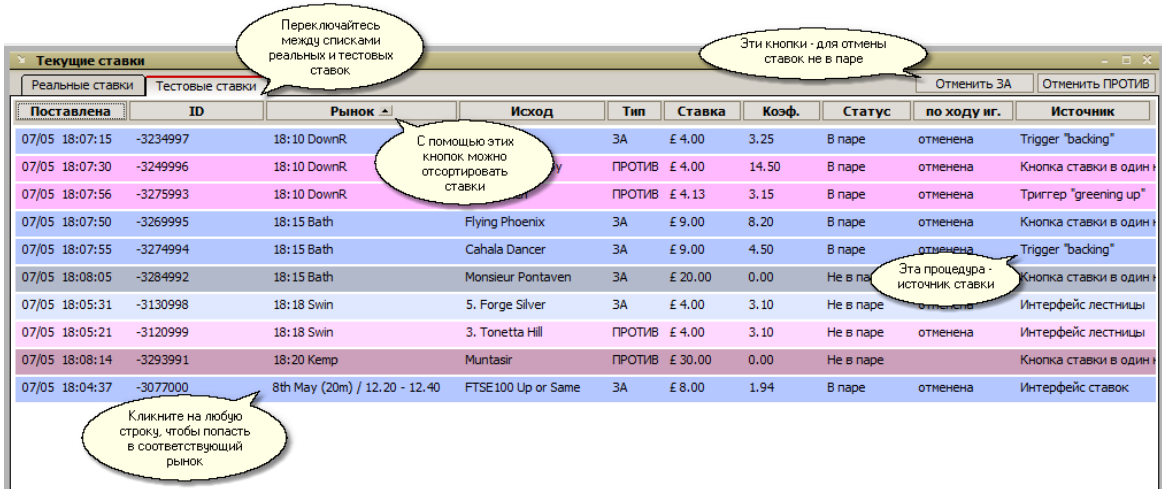 Переключайтесь
между списками
реальных и тестовых
ставок
Эти кнопки - для отмены
ставок не в паре
Текущие ставки
Реальные ставки Тестовые ставки Отменить ЗА Отменить ПРОТИВ
Поставлена ID Рынок Исход Тип Ставка Коэф. Статус по ходу иг. Источник
07/05 18:07:15 -3234997 18:10 DownR ЗА £ 4.00 3.25 В паре отменена Trigger "backing"
07/05 18:07:30 -3249996 18:10 DownR ПРОТИВ £ 4.00 14.50 В паре отменена Кнопка ставки в один
07/05 18:07:56 -3275993 18:10 DownR ПРОТИВ £ 4.13 3.15 В паре отменена Триггер "greening up"
С помощью этих
кнопок можно
отсортировать
ставки
07/05 18:07:50 -3269995 18:15 Bath Flying Phoenix ЗА £ 9.00 8.20 В паре отменена Кнопка ставки в один
07/05 18:07:55 -3274994 18:15 Bath Cahala Dancer ЗА £ 9.00 4.50 В паре отменена Trigger "backing"
07/05 18:08:05 -3284992 18:15 Bath Monsieur Pontaven ЗА £ 20.00 0.00 Не в Кнопка ставки в один
Эта процедура -
источник ставки
07/05 18:05:31 -3130998 18:18 Swin 5. Forge Silver ЗА £ 4.00 3.10 Не в паре отменена Интерфейс лестницы
07/05 18:05:21 -3120999 18:18 Swin 3. Tonetta Hill ПРОТИВ £ 4.00 3.10 Не в паре отменена Интерфейс лестницы
07/05 18:08:14 -3293991 18:20 Kemp Muntasir ПРОТИВ £ 30.00 0.00 Не в паре Кнопка ставки в один
07/05 18:04:37 -3077000 8th May (20m) / 12.20 - 12.40 FTSE100 Up or Same ЗА £ 8.00 1.94 В паре отменена Интерфейс ставок
Кликните на любую
строку, чтобы попасть
в соответствующий
рынок